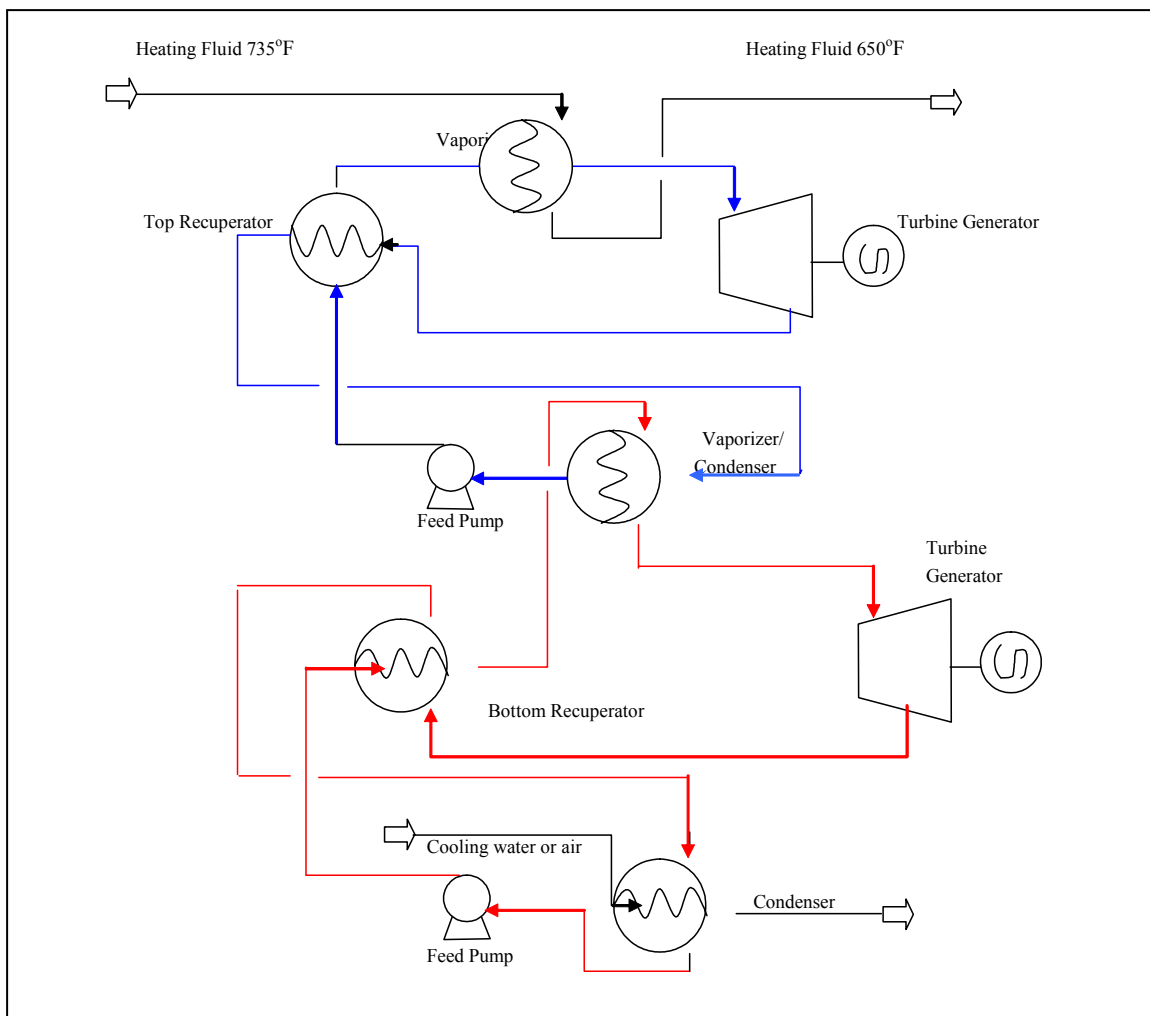 Heating Fluid 735°F
Heating Fluid 650°F
Top Recuperator
Turbine Generator
Vaporizer/
Condenser
Feed Pump
Turbine
Generator
Bottom Recuperator
Cooling water or air
Condenser
Feed Pump